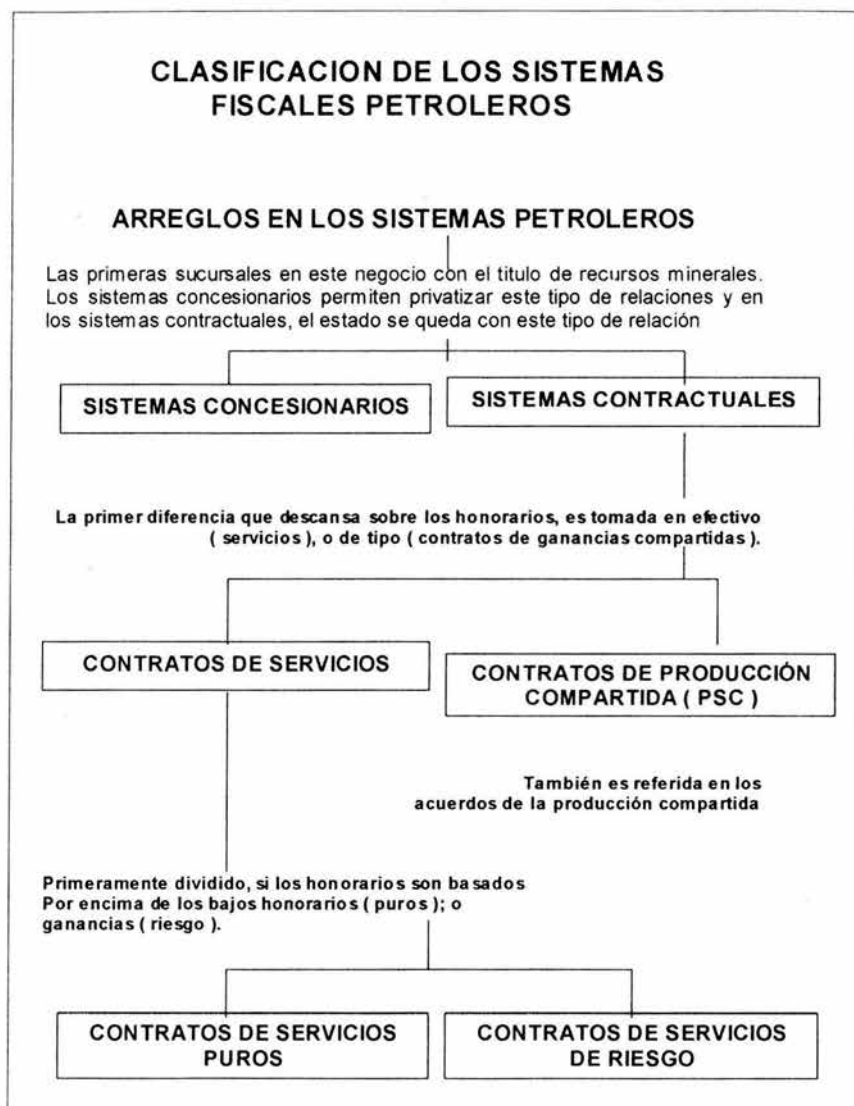 CLASIFICACION DE LOS SISTEMAS
FISCALES PETROLEROS
ARREGLOS EN LOS SISTEMAS PETROLEROS
Las primeras sucursales en este negocio con el titulo de recursos minerales.
Los sistemas concesionarios permiten privatizar este tipo de relaciones y en
los sistemas contractuales, el estado se queda con este tipo de relación
SISTEMAS CONCESIONARIOS
SISTEMAS CONTRACTUALES
La primer diferencia que descansa sobre los honorarios, es tomada en efectivo
( servicios ), o de tipo ( contratos de ganancias compartidas ).
CONTRATOS DE SERVICIOS
CONTRATOS DE PRODUCCIÓN
COMPARTIDA ( PSC )
También es referida en los
acuerdos de la producción compartida
Primeramente dividido, si los honorarios son basados
Por encima de los bajos honorarios ( puros ); o
ganancias ( riesgo ).
CONTRATOS DE SERVICIOS
PUROS
CONTRATOS DE SERVICIOS
DE RIESGO